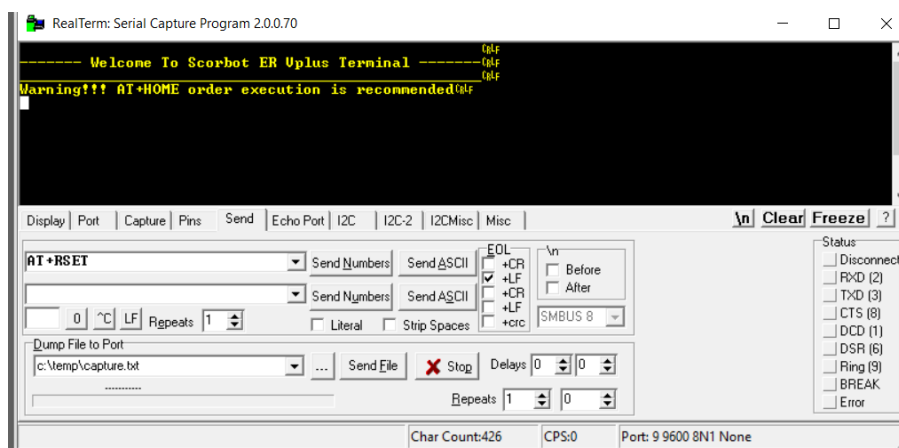 RealTerm: Serial Capture Program 2.0.0.70
CRLF
------- Welcome To Scorbot ER Vplus Terminal -------CRLF
CRLF
Warning!!! AT+HOME order execution is recommendedCRLF
Display Port Capture Pins Send Echo Port I2C I2C-2 I2CMisc Misc \n Clear Freeze ?
AT+RSET Send Numbers Send ASCII
Send Numbers Send ASCII
0 ^C LF Repeats 1 Literal Strip Spaces
EOL
+CR
+LF
+CR
+LF
+crc
\n
Before
After
SMBUS 8
Dump File to Port
c:\temp\capture.txt ... Send File Stop Delays 0 0
Repeats 1 0
Status
Disconnect
RXD (2)
TXD (3)
CTS (8)
DCD (1)
DSR (6)
Ring (9)
BREAK
Error
Char Count:426 CPS:0 Port: 9 9600 8N1 None